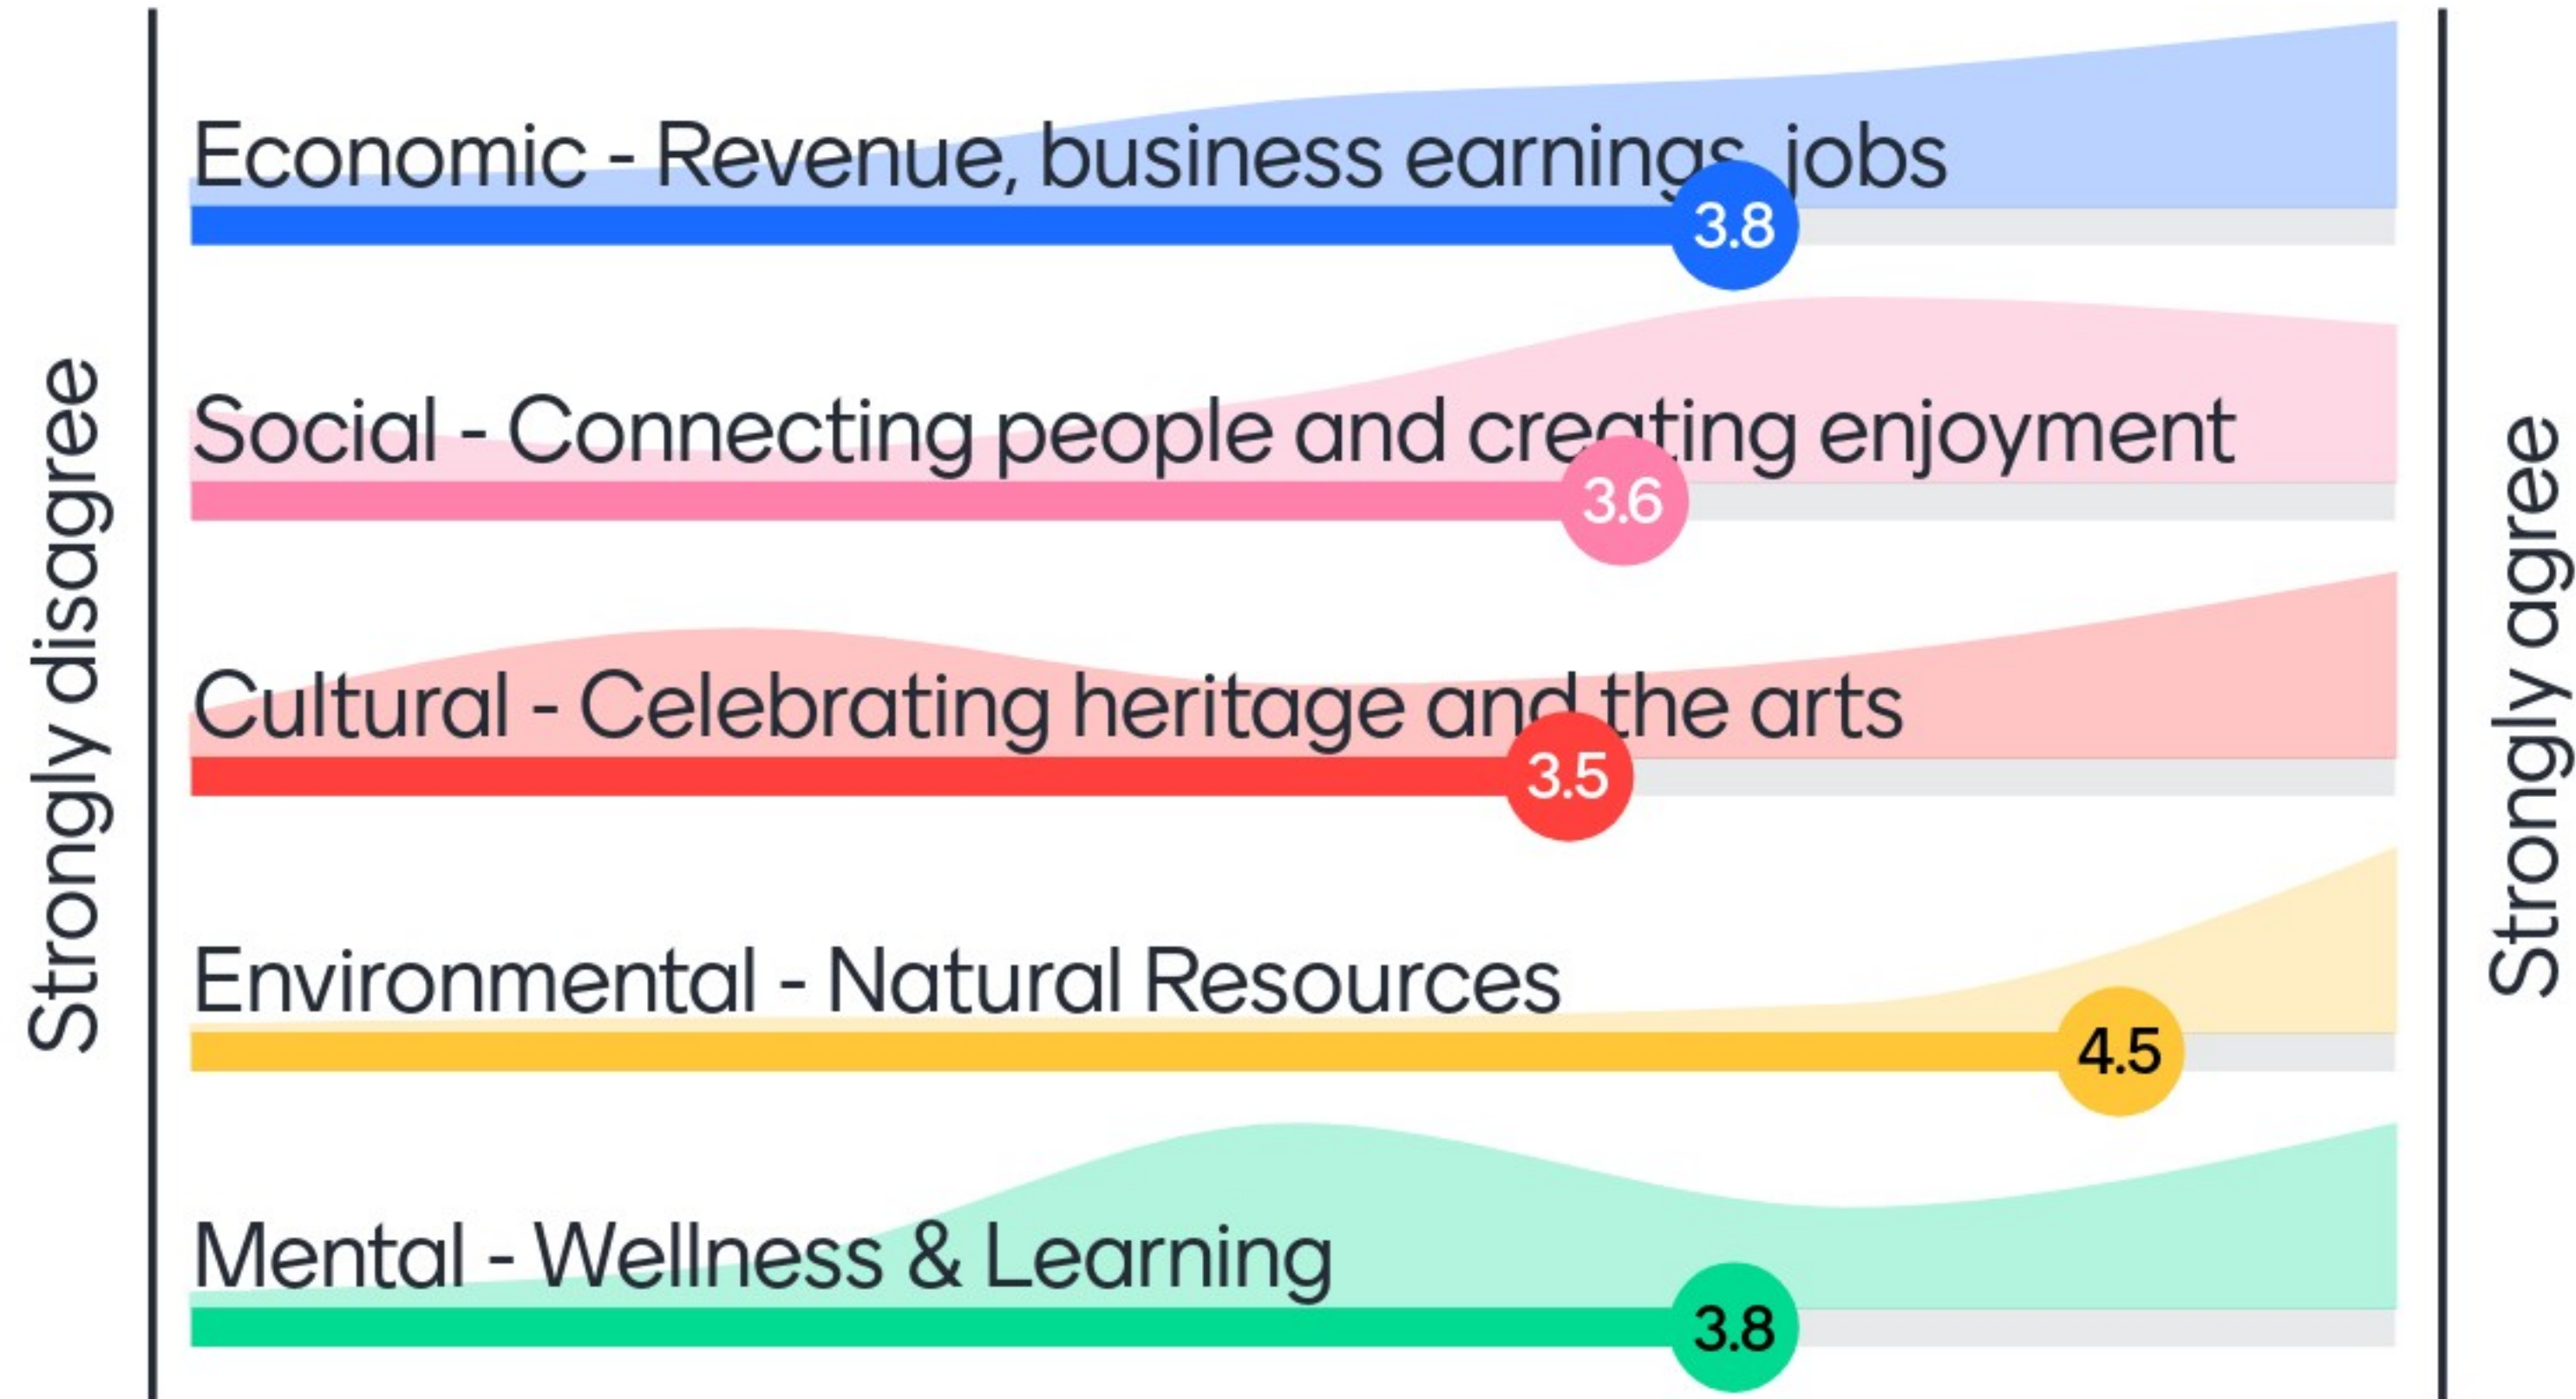 Strongly disagree
Economic - Revenue, business earnings, jobs
3.8
Social - Connecting people and creating enjoyment
3.6
Cultural - Celebrating heritage and the arts
3.5
Environmental - Natural Resources
4.5
Mental - Wellness & Learning
3.8
Strongly agree